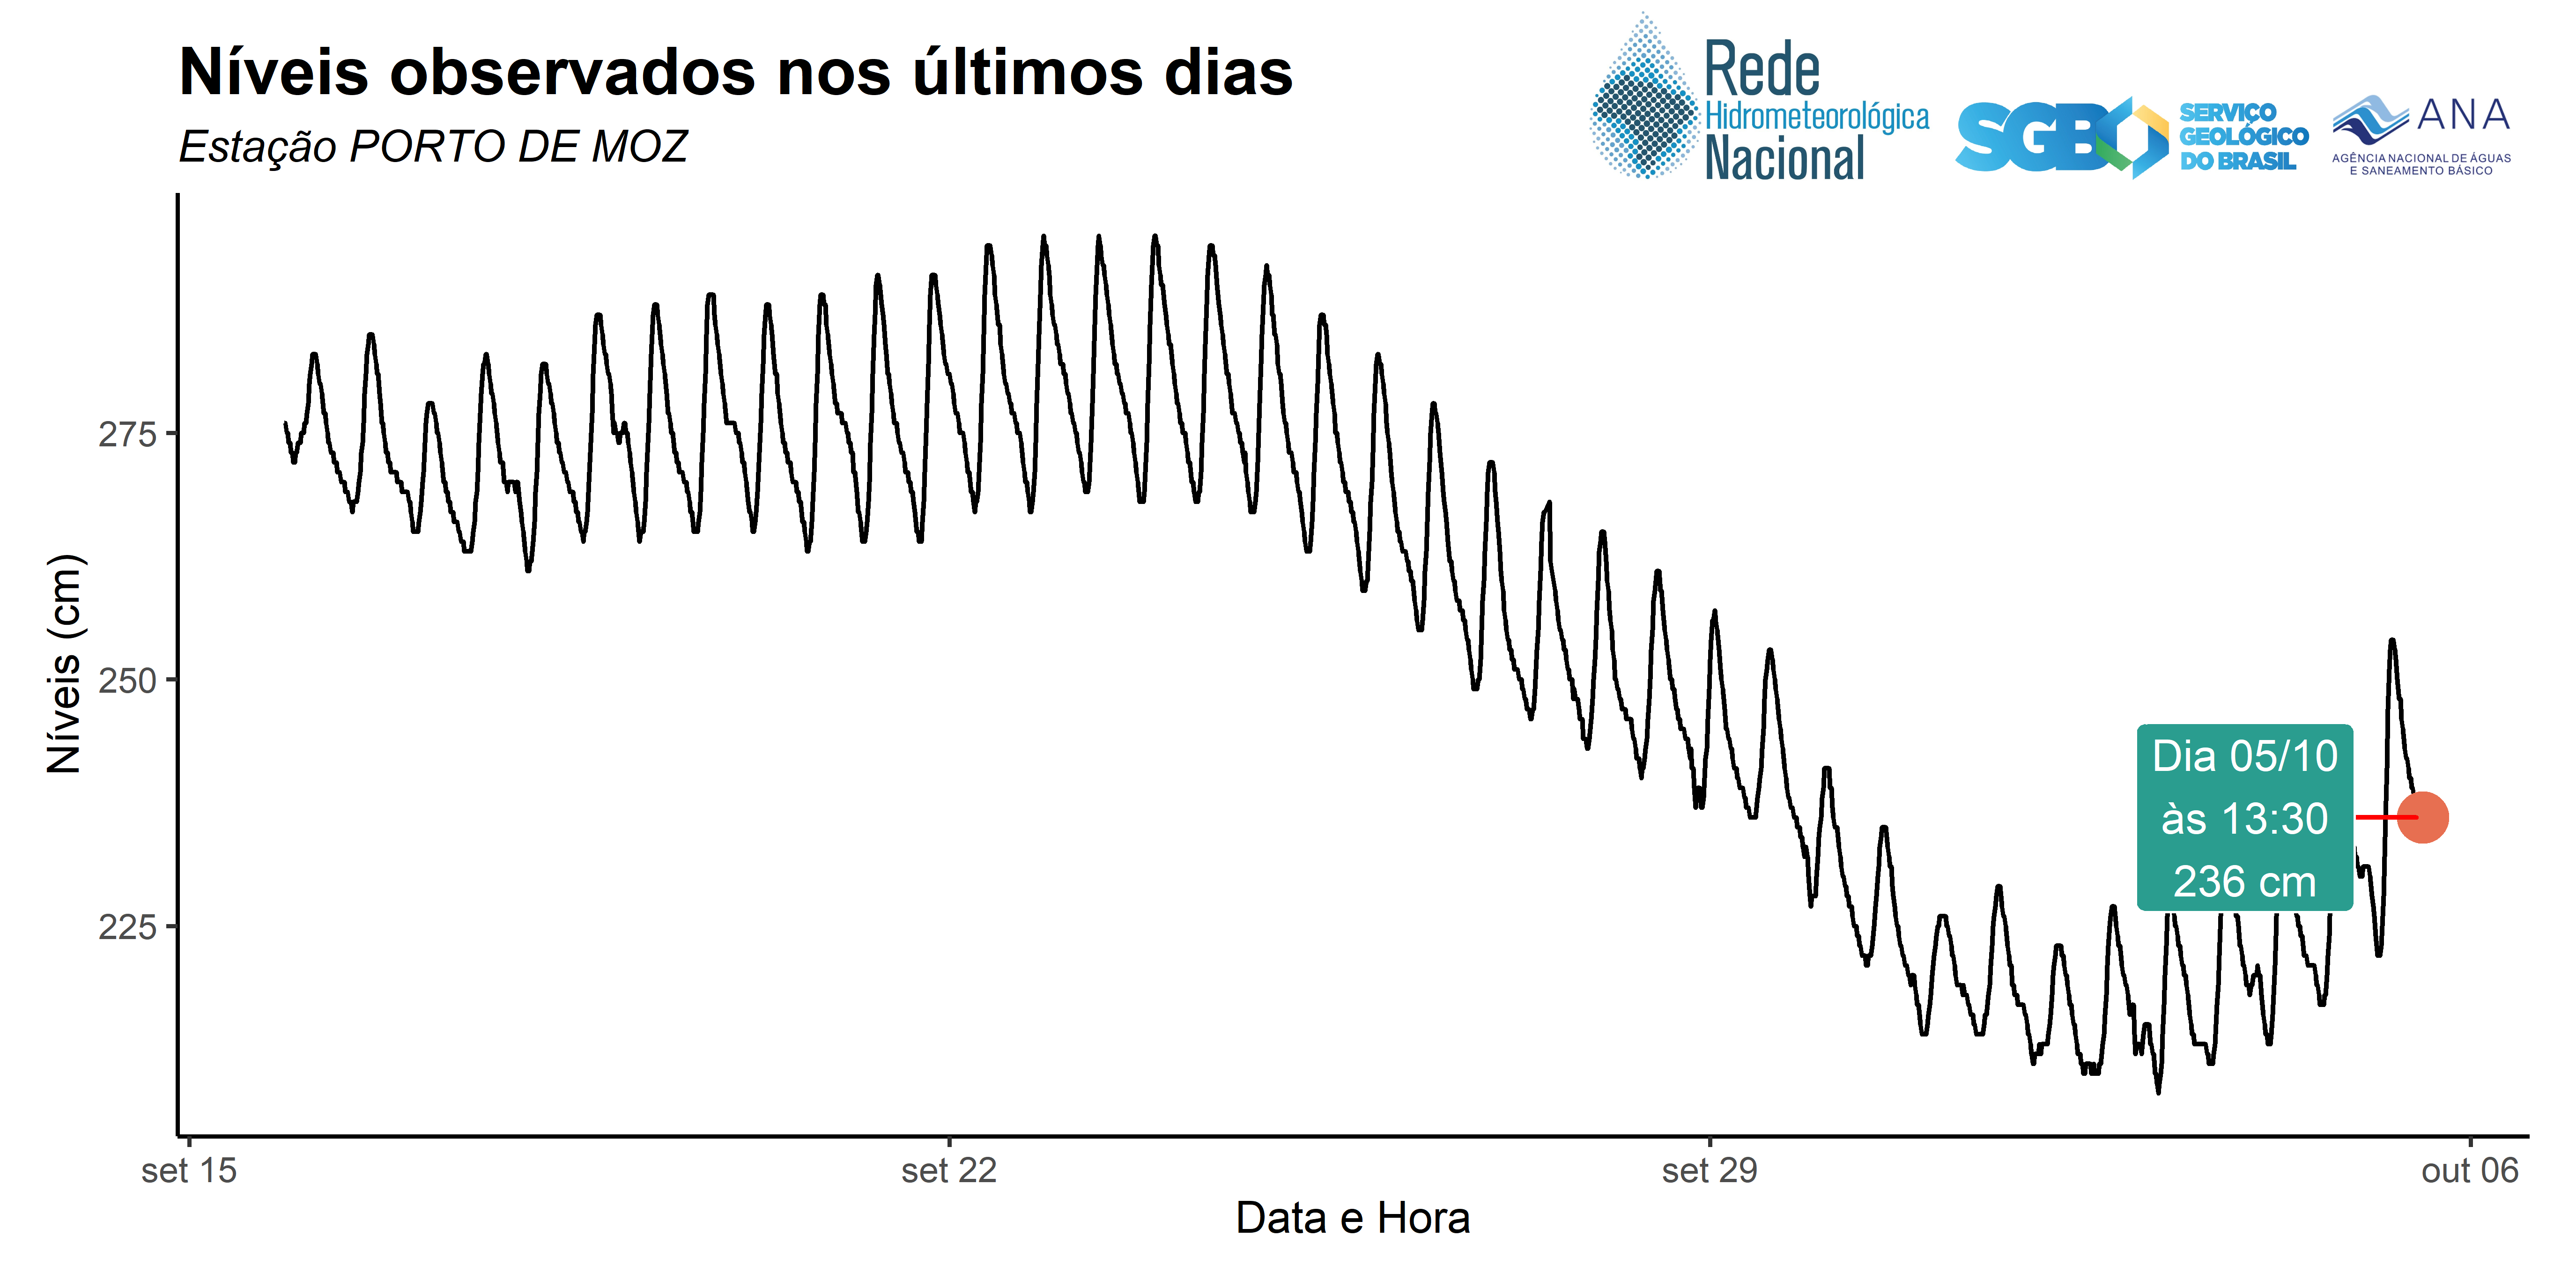 Níveis observados nos últimos dias
Estação PORTO DE MOZ
Rede
Hidrometeorológica
Nacional
SGB
SERVIÇO
GEOLÓGICO
DO BRASIL
ANA
AGÊNCIA NACIONAL DE ÁGUAS
E SANEAMENTO BÁSICO
Níveis (cm)
275
250
225
Dia 05/10
às 13:30
236 cm
set 15
set 22
set 29
out 06
Data e Hora